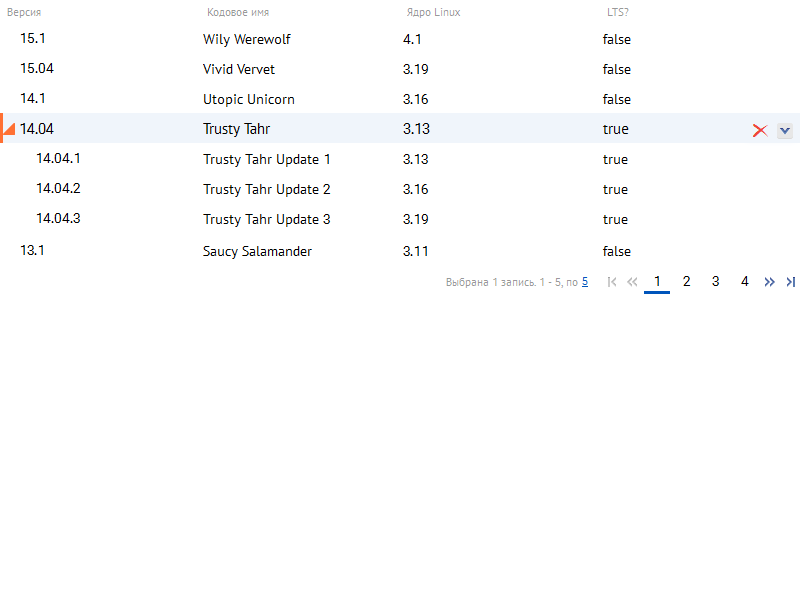 Версия Кодовое имя Ядро Linux LTS?
15.1 Wily Werewolf 4.1 false
15.04 Vivid Vervet 3.19 false
14.1 Utopic Unicorn 3.16 false
14.04 Trusty Tahr 3.13 true
14.04.1 Trusty Tahr Update 1 3.13 true
14.04.2 Trusty Tahr Update 2 3.16 true
14.04.3 Trusty Tahr Update 3 3.19 true
13.1 Saucy Salamander 3.11 false
Выбрана 1 запись. 1 - 5, по 5 1 2 3 4